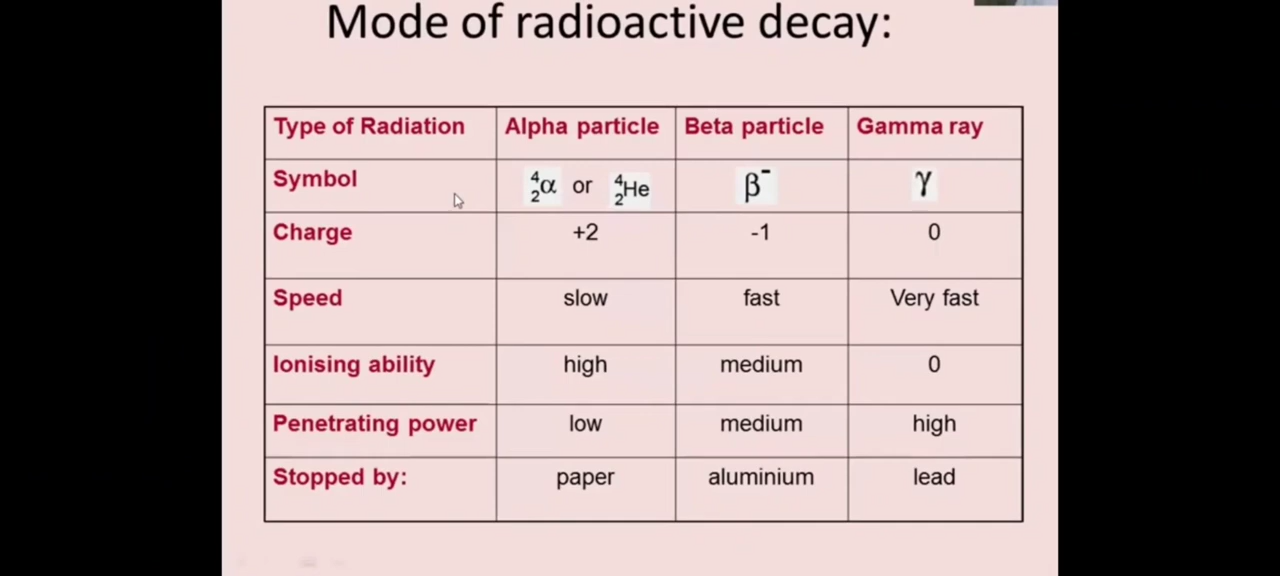 Mode of radioactive decay:
Type of Radiation Alpha particle Beta particle Gamma ray
Symbol ⁴₂α or ⁴₂He β⁻ γ
Charge +2 -1 0
Speed slow fast Very fast
Ionising ability high medium 0
Penetrating power low medium high
Stopped by: paper aluminium lead